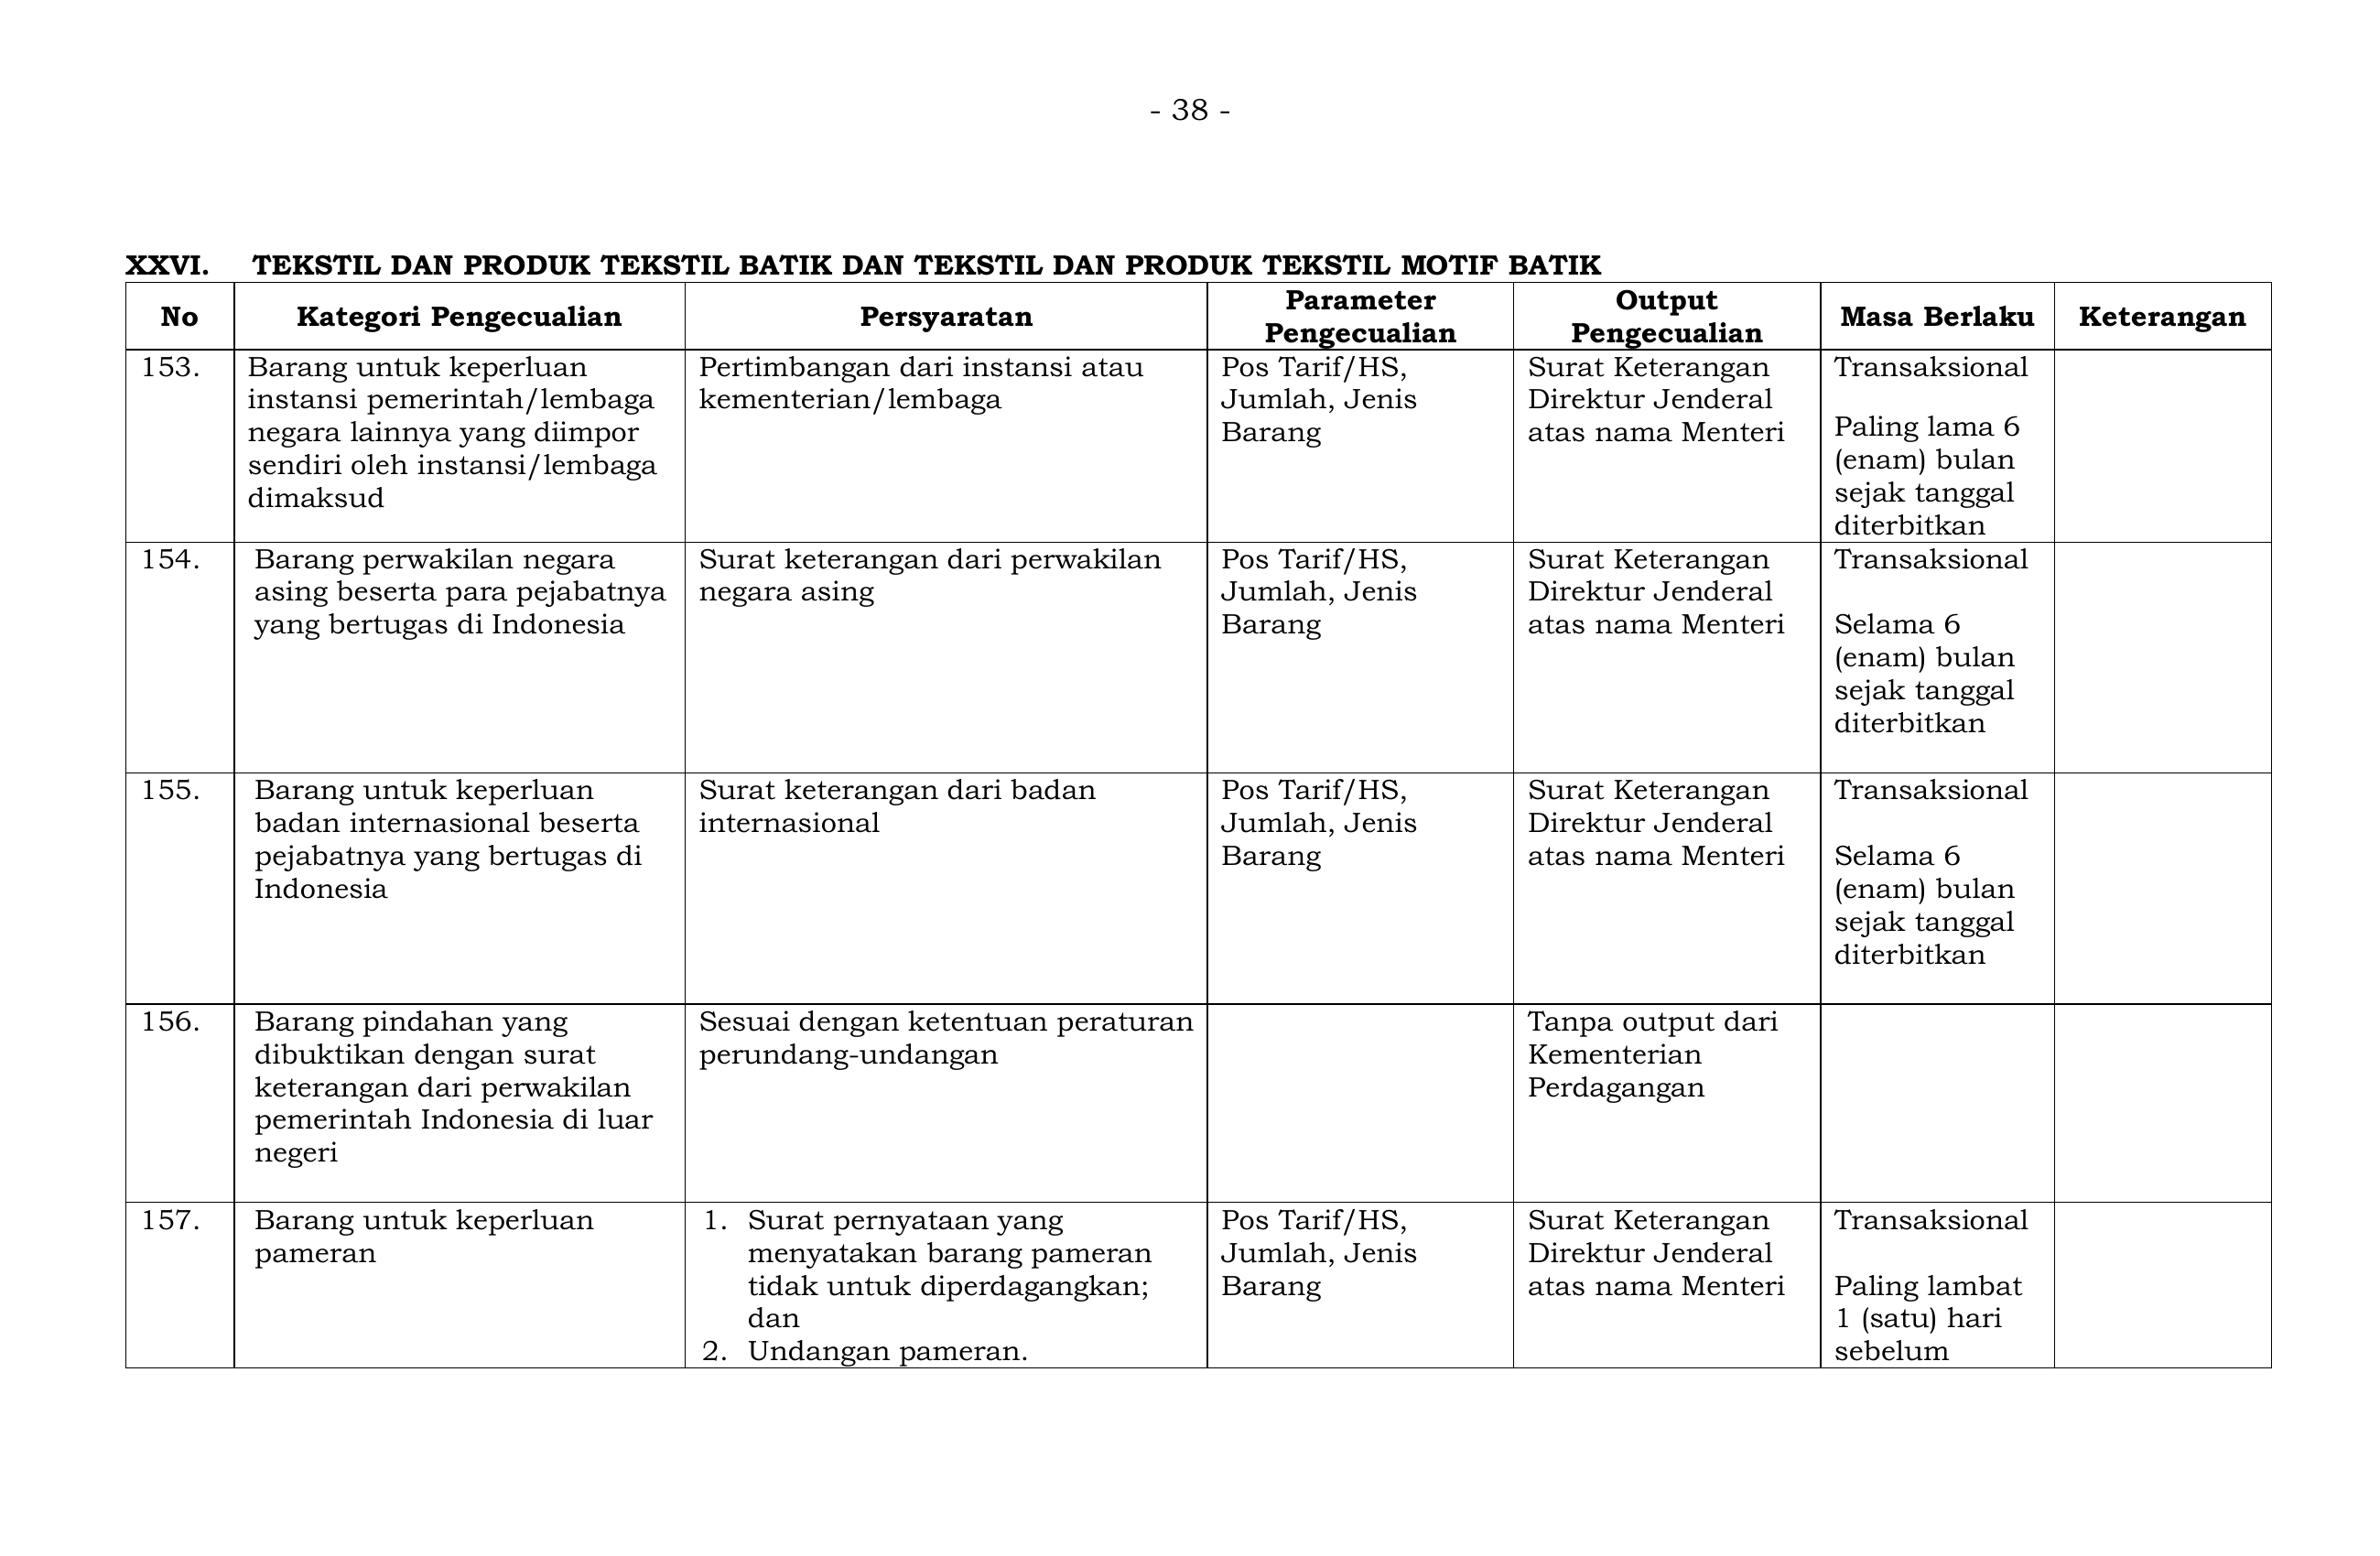 - 38 -
XXVI. TEKSTIL DAN PRODUK TEKSTIL BATIK DAN TEKSTIL DAN PRODUK TEKSTIL MOTIF BATIK
No
Kategori Pengecualian
Persyaratan
Parameter
Pengecualian
Output
Pengecualian
Masa Berlaku
Keterangan
153.
Barang untuk keperluan
instansi pemerintah/lembaga
negara lainnya yang diimpor
sendiri oleh instansi/lembaga
dimaksud
Pertimbangan dari instansi atau
kementerian/lembaga
Pos Tarif/HS,
Jumlah, Jenis
Barang
Surat Keterangan
Direktur Jenderal
atas nama Menteri
Transaksional
Paling lama 6
(enam) bulan
sejak tanggal
diterbitkan
154.
Barang perwakilan negara
asing beserta para pejabatnya
yang bertugas di Indonesia
Surat keterangan dari perwakilan
negara asing
Pos Tarif/HS,
Jumlah, Jenis
Barang
Surat Keterangan
Direktur Jenderal
atas nama Menteri
Transaksional
Selama 6
(enam) bulan
sejak tanggal
diterbitkan
155.
Barang untuk keperluan
badan internasional beserta
pejabatnya yang bertugas di
Indonesia
Surat keterangan dari badan
internasional
Pos Tarif/HS,
Jumlah, Jenis
Barang
Surat Keterangan
Direktur Jenderal
atas nama Menteri
Transaksional
Selama 6
(enam) bulan
sejak tanggal
diterbitkan
156.
Barang pindahan yang
dibuktikan dengan surat
keterangan dari perwakilan
pemerintah Indonesia di luar
negeri
Sesuai dengan ketentuan peraturan
perundang-undangan
Tanpa output dari
Kementerian
Perdagangan
157.
Barang untuk keperluan
pameran
1. Surat pernyataan yang
menyatakan barang pameran
tidak untuk diperdagangkan;
dan
2. Undangan pameran.
Pos Tarif/HS,
Jumlah, Jenis
Barang
Surat Keterangan
Direktur Jenderal
atas nama Menteri
Transaksional
Paling lambat
1 (satu) hari
sebelum